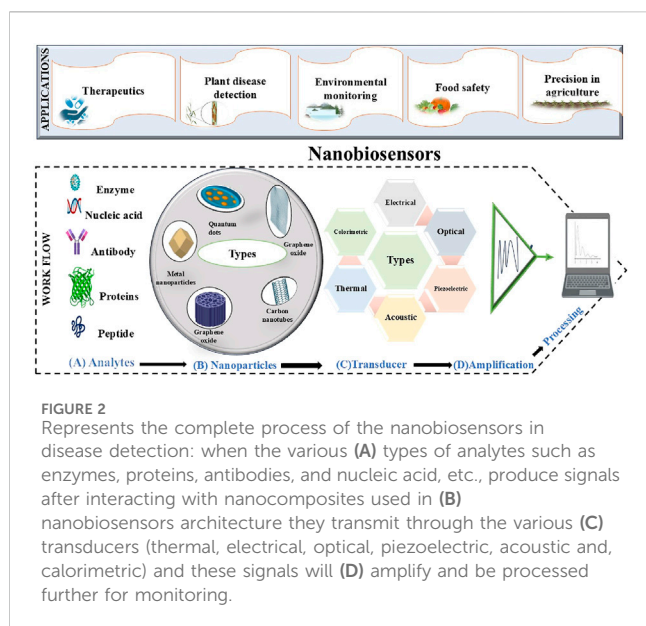 APPLICATIONS
Therapeutics
Plant disease
detection
Environmental
monitoring
Food safety
Precision in
agriculture
Nanobiosensors
WORK FLOW
Enzyme
Nucleic acid
Antibody
Proteins
Peptide
Quantum
dots
Graphene
oxide
Types
Metal
nanoparticles
Carbon
nanotubes
Graphene
oxide
Electrical
Colorimetric
Optical
Types
Thermal
Piezoelectric
Acoustic
(A) Analytes
(B) Nanoparticles
(C)Transducer
(D)Amplification
Processing
FIGURE 2
Represents the complete process of the nanobiosensors in
disease detection: when the various (A) types of analytes such as
enzymes, proteins, antibodies, and nucleic acid, etc., produce signals
after interacting with nanocomposites used in (B)
nanobiosensors architecture they transmit through the various (C)
transducers (thermal, electrical, optical, piezoelectric, acoustic and,
calorimetric) and these signals will (D) amplify and be processed
further for monitoring.